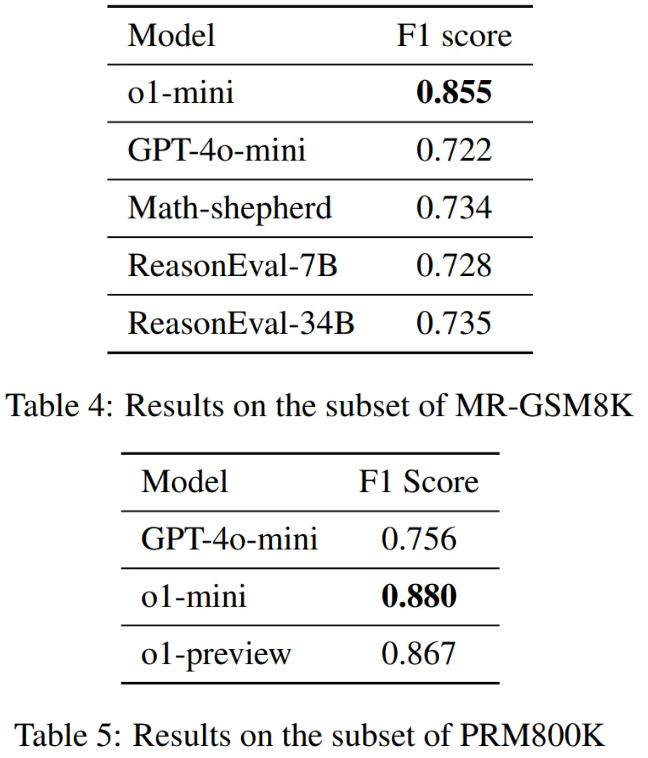 Model F1 score
o1-mini 0.855
GPT-4o-mini 0.722
Math-shepherd 0.734
ReasonEval-7B 0.728
ReasonEval-34B 0.735
Table 4: Results on the subset of MR-GSM8K
Model F1 Score
GPT-4o-mini 0.756
o1-mini 0.880
o1-preview 0.867
Table 5: Results on the subset of PRM800K